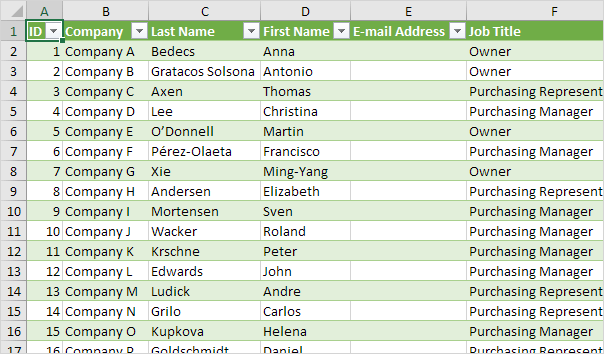 A B C D E F
1 ID Company Last Name First Name E-mail Address Job Title
2 1 Company A Bedecs Anna Owner
3 2 Company B Gratacos Solsona Antonio Owner
4 3 Company C Axen Thomas Purchasing Represent
5 4 Company D Lee Christina Purchasing Manager
6 5 Company E O’Donnell Martin Owner
7 6 Company F Pérez-Olaeta Francisco Purchasing Manager
8 7 Company G Xie Ming-Yang Owner
9 8 Company H Andersen Elizabeth Purchasing Represent
10 9 Company I Mortensen Sven Purchasing Manager
11 10 Company J Wacker Roland Purchasing Manager
12 11 Company K Krschne Peter Purchasing Manager
13 12 Company L Edwards John Purchasing Manager
14 13 Company M Ludick Andre Purchasing Represent
15 14 Company N Grilo Carlos Purchasing Represent
16 15 Company O Kupkova Helena Purchasing Manager
17 16 Company P Goldschmidt Daniel Purchasing Represent